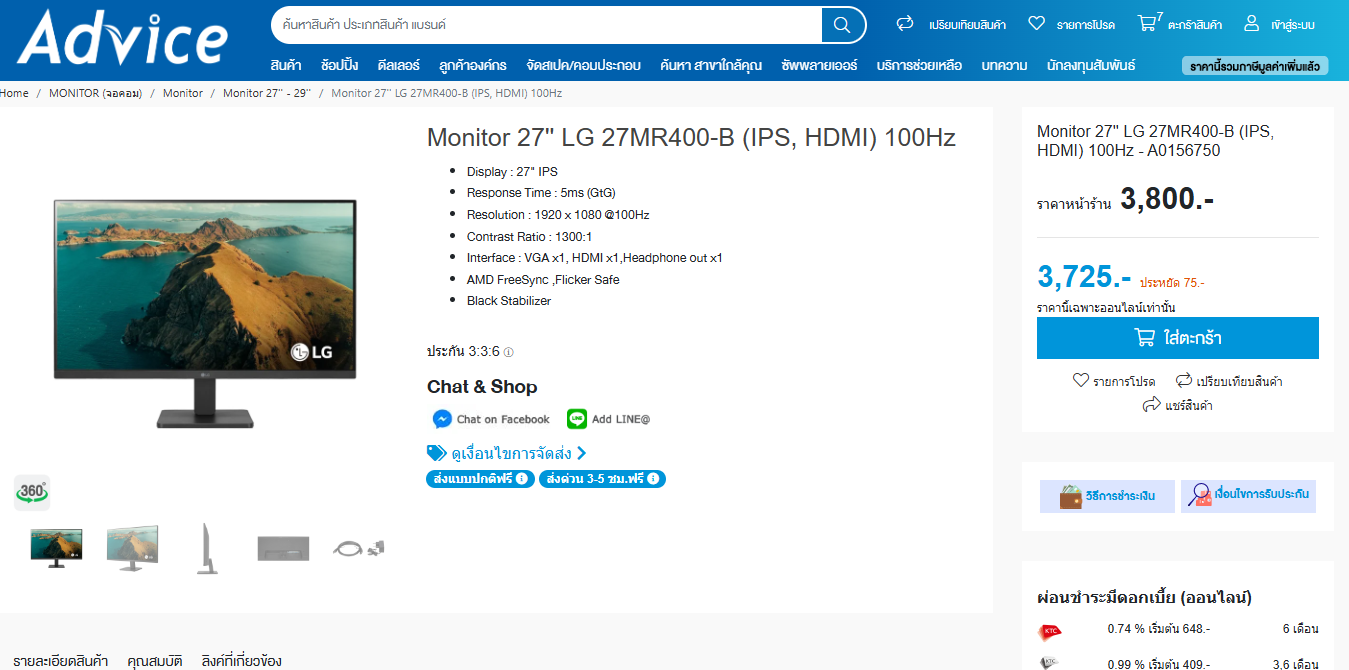 Advice
ค้นหาสินค้า ประเภทสินค้า แบรนด์
เปรียบเทียบสินค้า
รายการโปรด
7
ตะกร้าสินค้า
เข้าสู่ระบบ
สินค้า ช้อปปิ้ง ดีลเลอร์ ลูกค้าองค์กร จัดสเปค/คอมประกอบ ค้นหา สาขาใกล้คุณ ซัพพลายเออร์ บริการช่วยเหลือ บทความ นักลงทุนสัมพันธ์
ราคานี้รวมภาษีมูลค่าเพิ่มแล้ว
Home / MONITOR (จอคอม) / Monitor / Monitor 27'' - 29'' / Monitor 27'' LG 27MR400-B (IPS, HDMI) 100Hz
LG
360°
Monitor 27'' LG 27MR400-B (IPS, HDMI) 100Hz
Display : 27" IPS
Response Time : 5ms (GtG)
Resolution : 1920 x 1080 @100Hz
Contrast Ratio : 1300:1
Interface : VGA x1, HDMI x1,Headphone out x1
AMD FreeSync ,Flicker Safe
Black Stabilizer
ประกัน 3:3:6
Chat & Shop
Chat on Facebook
LINE
Add LINE@
ดูเงื่อนไขการจัดส่ง
ส่งแบบปกติฟรี
ส่งด่วน 3-5 ชม.ฟรี
Monitor 27'' LG 27MR400-B (IPS,
HDMI) 100Hz - A0156750
ราคาหน้าร้าน 3,800.-
3,725.- ประหยัด 75.-
ราคานี้เฉพาะออนไลน์เท่านั้น
ใส่ตะกร้า
รายการโปรด
เปรียบเทียบสินค้า
แชร์สินค้า
วิธีการชำระเงิน
เงื่อนไขการรับประกัน
ผ่อนชำระมีดอกเบี้ย (ออนไลน์)
KTC 0.74 % เริ่มต้น 648.- 6 เดือน
KTC 0.99 % เริ่มต้น 409.- 3,6 เดือน
รายละเอียดสินค้า คุณสมบัติ ลิงค์ที่เกี่ยวข้อง